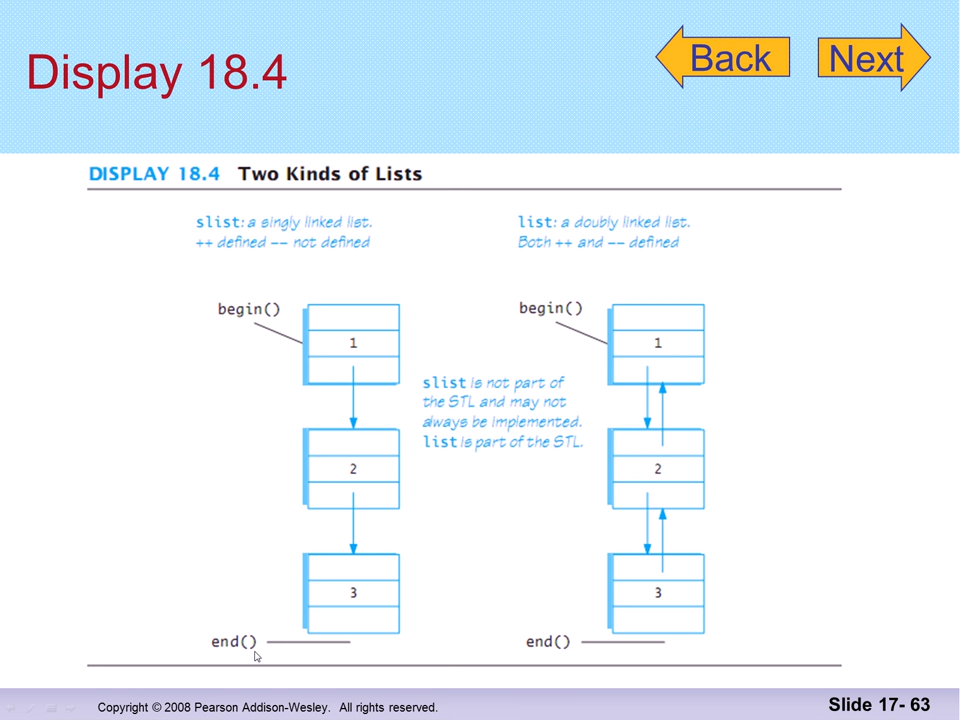 Display 18.4
Back
Next
DISPLAY 18.4 Two Kinds of Lists
slist: a singly linked list.
++ defined -- not defined
list: a doubly linked list.
Both ++ and -- defined
begin()
1
2
3
end()
slist is not part of
the STL and may not
always be implemented.
list is part of the STL.
begin()
1
2
3
end()
Copyright © 2008 Pearson Addison-Wesley. All rights reserved.
Slide 17- 63